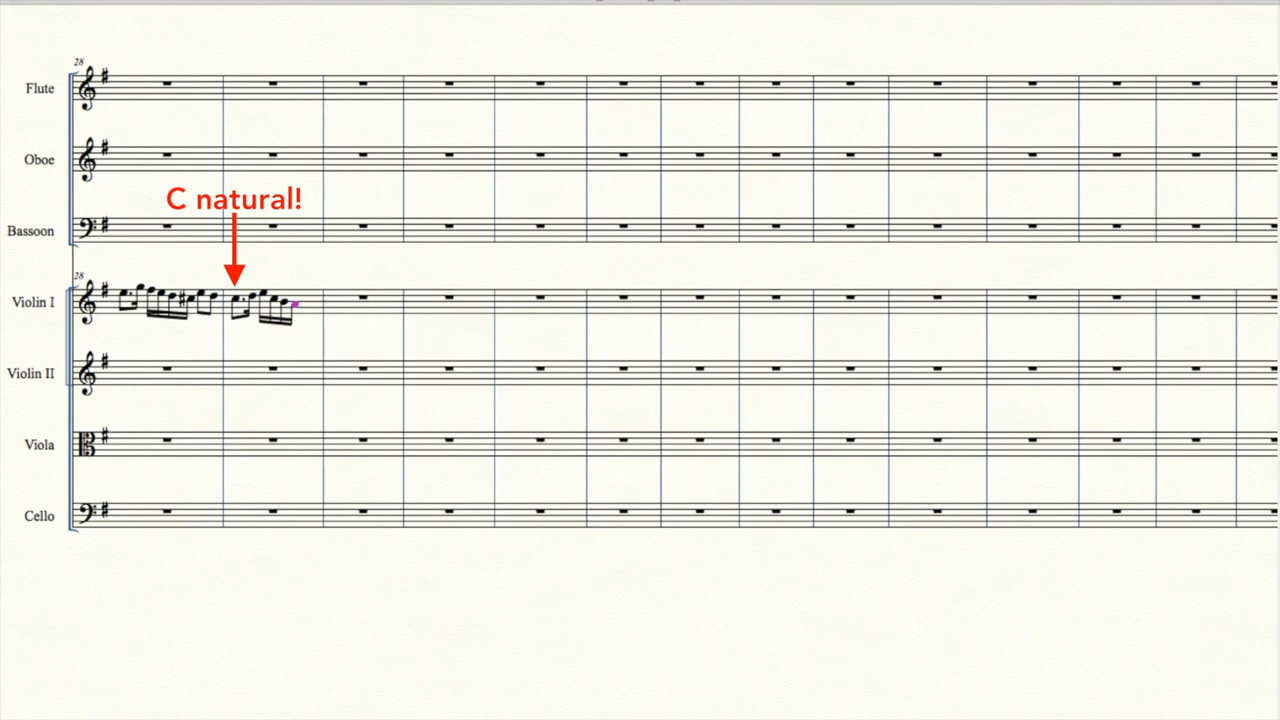 28
Flute
Oboe
C natural!
Bassoon
28
Violin I
Violin II
Viola
Cello